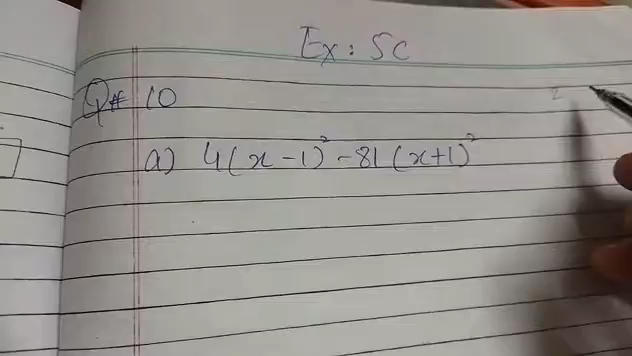 Ex: 5c
Q# 10
a) 4(x-1)² - 81(x+1)²